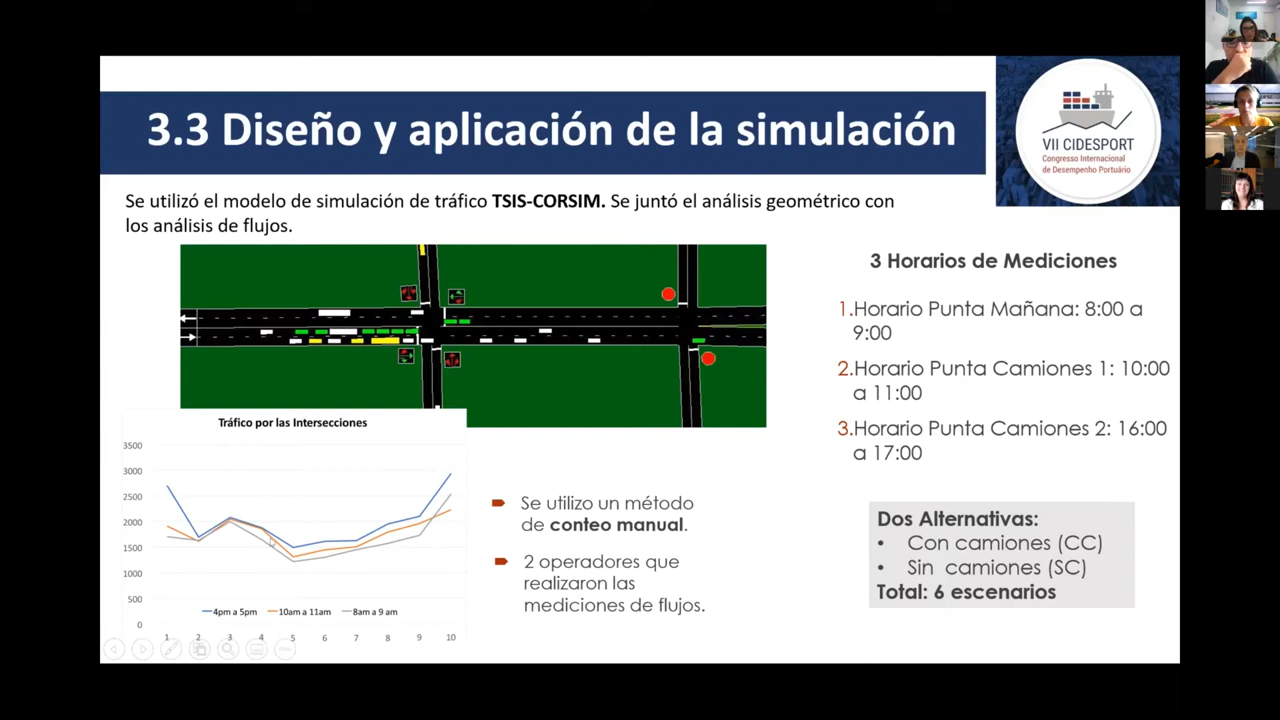 3.3 Diseño y aplicación de la simulación
VII CIDESPORT
Congresso Internacional
de Desempenho Portuário
Se utilizó el modelo de simulación de tráfico TSIS-CORSIM. Se juntó el análisis geométrico con
los análisis de flujos.
3 Horarios de Mediciones
1.Horario Punta Mañana: 8:00 a
9:00
2.Horario Punta Camiones 1: 10:00
a 11:00
3.Horario Punta Camiones 2: 16:00
a 17:00
Tráfico por las Intersecciones
3500
3000
2500
2000
1500
1000
500
0
4pm a 5pm 10am a 11am 8am a 9 am
1 2 3 4 5 6 7 8 9 10
Se utilizo un método
de conteo manual.
2 operadores que
realizaron las
mediciones de flujos.
Dos Alternativas:
• Con camiones (CC)
• Sin camiones (SC)
Total: 6 escenarios